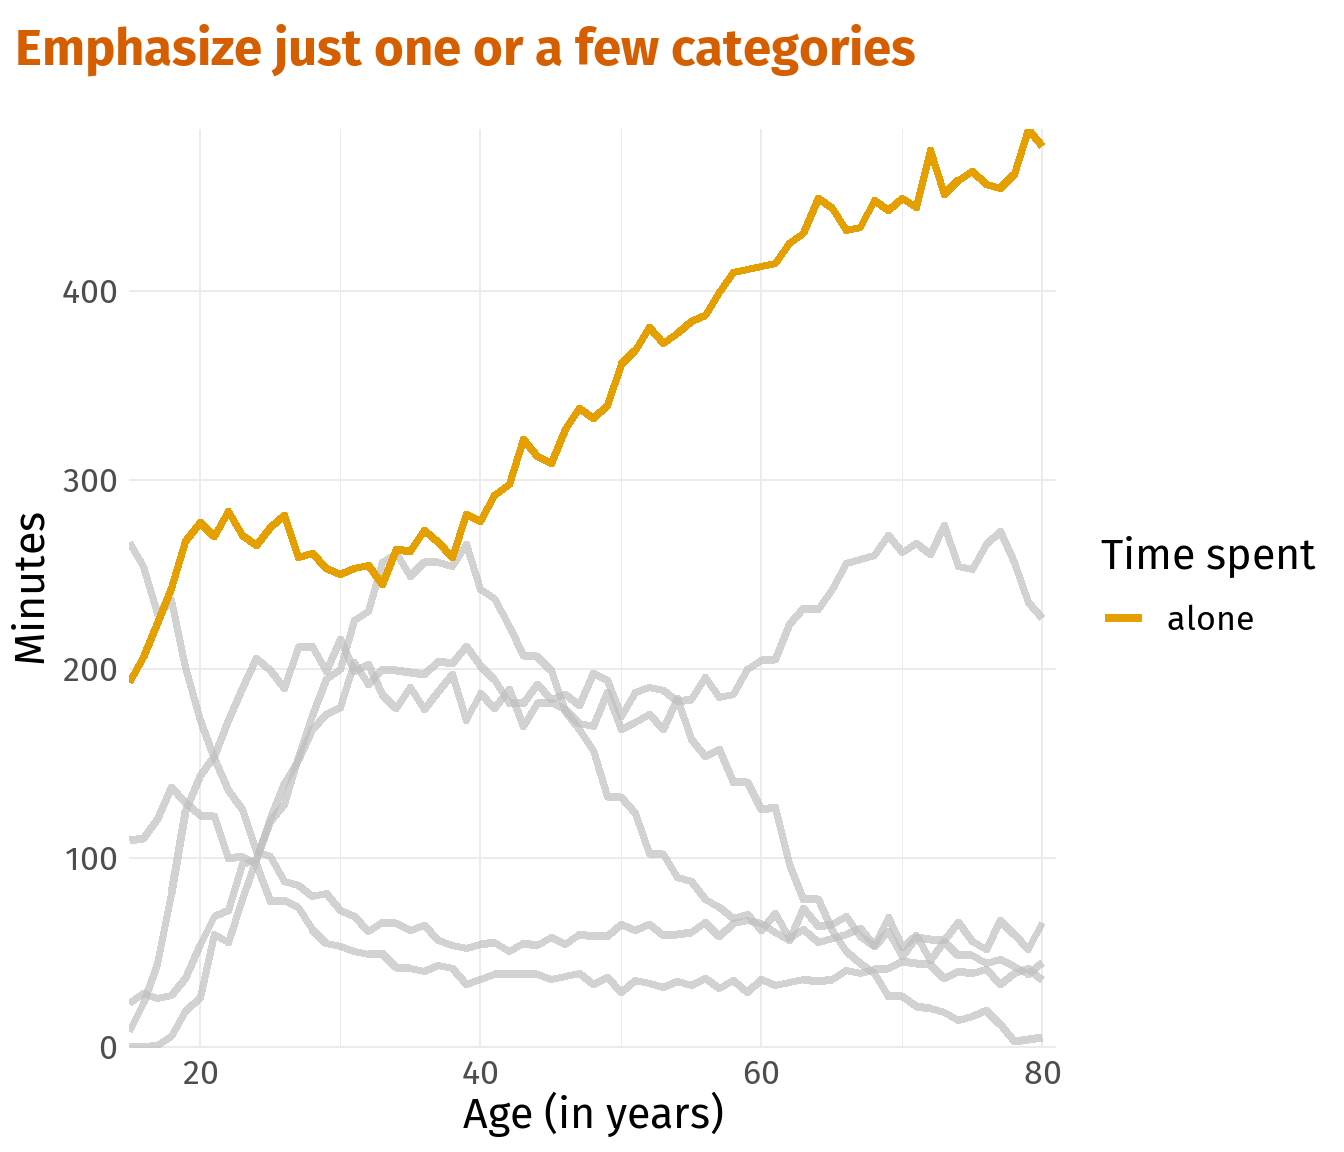 Emphasize just one or a few categories
400
300
200
100
0
Minutes
20 40 60 80
Age (in years)
Time spent
alone